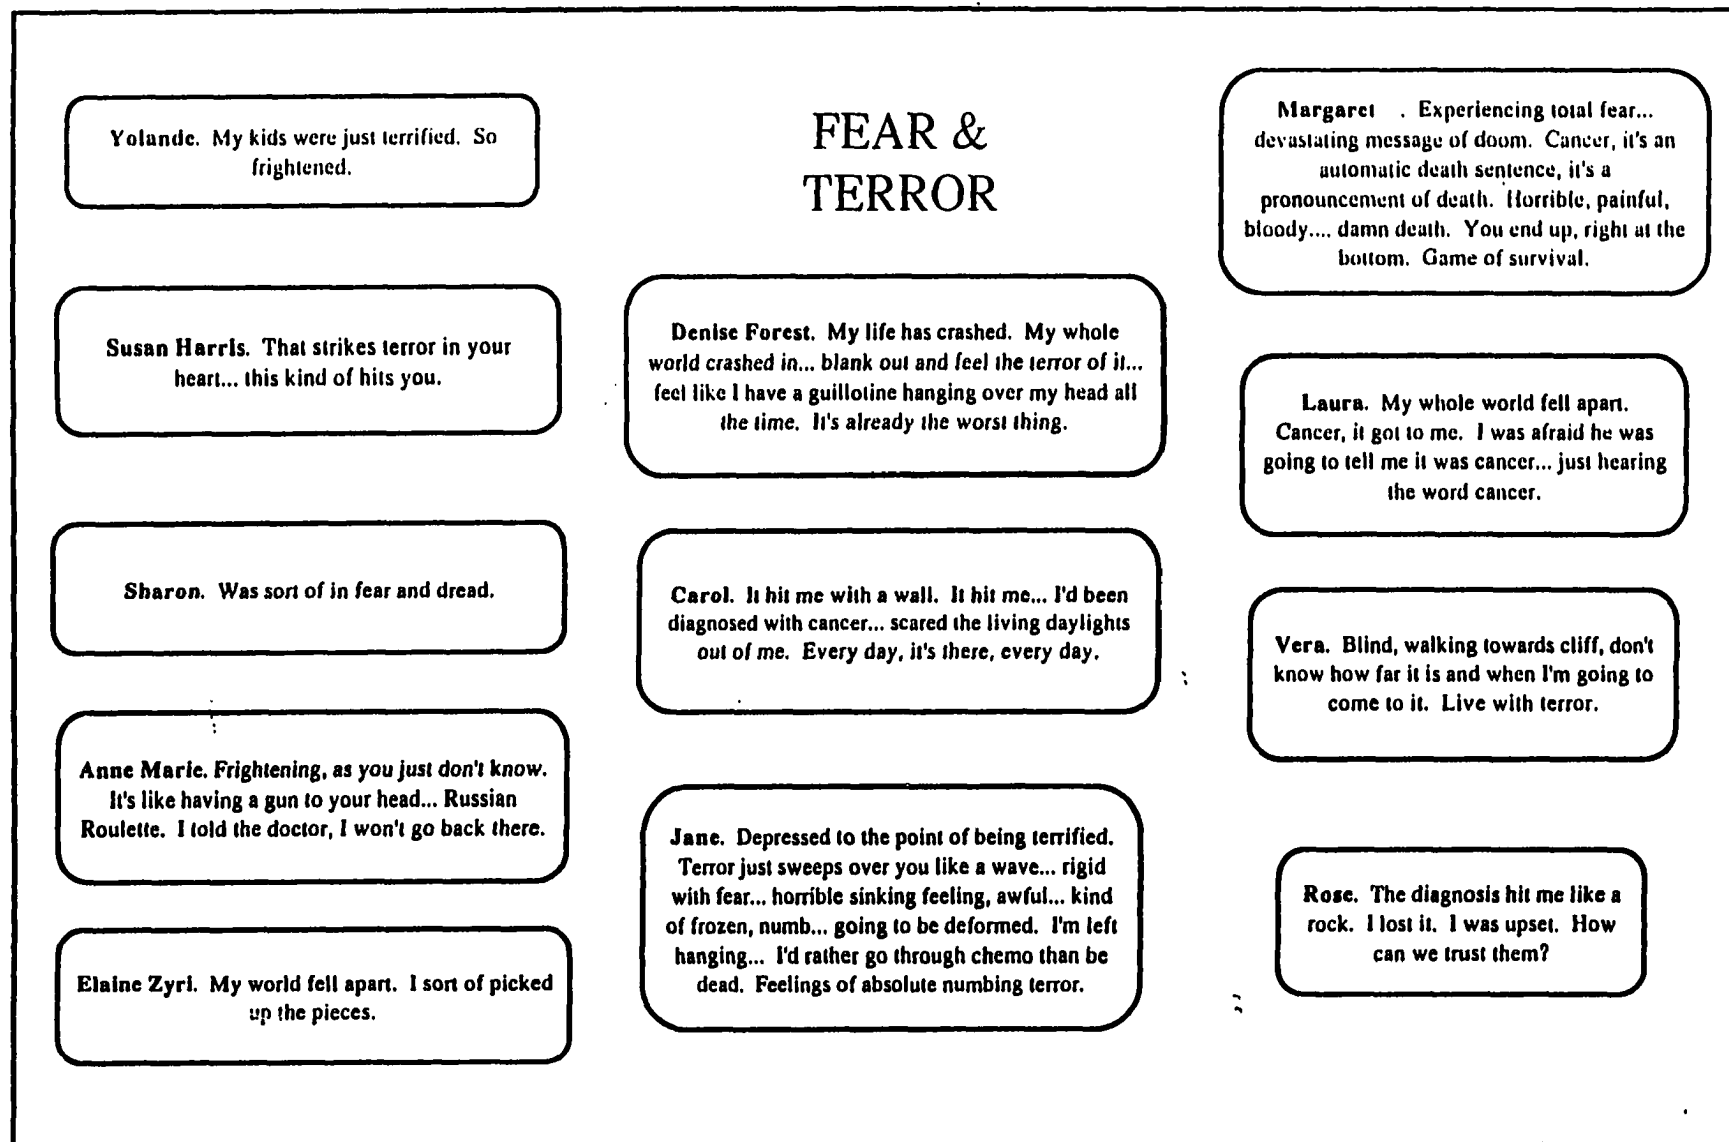 FEAR &
TERROR
Yolande. My kids were just terrified. So
frightened.
Susan Harris. That strikes terror in your
heart... this kind of hits you.
Sharon. Was sort of in fear and dread.
Anne Marie. Frightening, as you just don't know.
It's like having a gun to your head... Russian
Roulette. I told the doctor, I won't go back there.
Elaine Zyri. My world fell apart. I sort of picked
up the pieces.
Denise Forest. My life has crashed. My whole
world crashed in... blank out and feel the terror of it...
feel like I have a guillotine hanging over my head all
the time. It's already the worst thing.
Carol. It hit me with a wall. It hit me... I'd been
diagnosed with cancer... scared the living daylights
out of me. Every day, it's there, every day.
Jane. Depressed to the point of being terrified.
Terror just sweeps over you like a wave... rigid
with fear... horrible sinking feeling, awful... kind
of frozen, numb... going to be deformed. I'm left
hanging... I'd rather go through chemo than be
dead. Feelings of absolute numbing terror.
Margaret . Experiencing total fear...
devastating message of doom. Cancer, it's an
automatic death sentence, it's a
pronouncement of death. Horrible, painful,
bloody.... damn death. You end up, right at the
bottom. Game of survival.
Laura. My whole world fell apart.
Cancer, it got to me. I was afraid he was
going to tell me it was cancer... just hearing
the word cancer.
Vera. Blind, walking towards cliff, don't
know how far it is and when I'm going to
come to it. Live with terror.
Rose. The diagnosis hit me like a
rock. I lost it. I was upset. How
can we trust them?